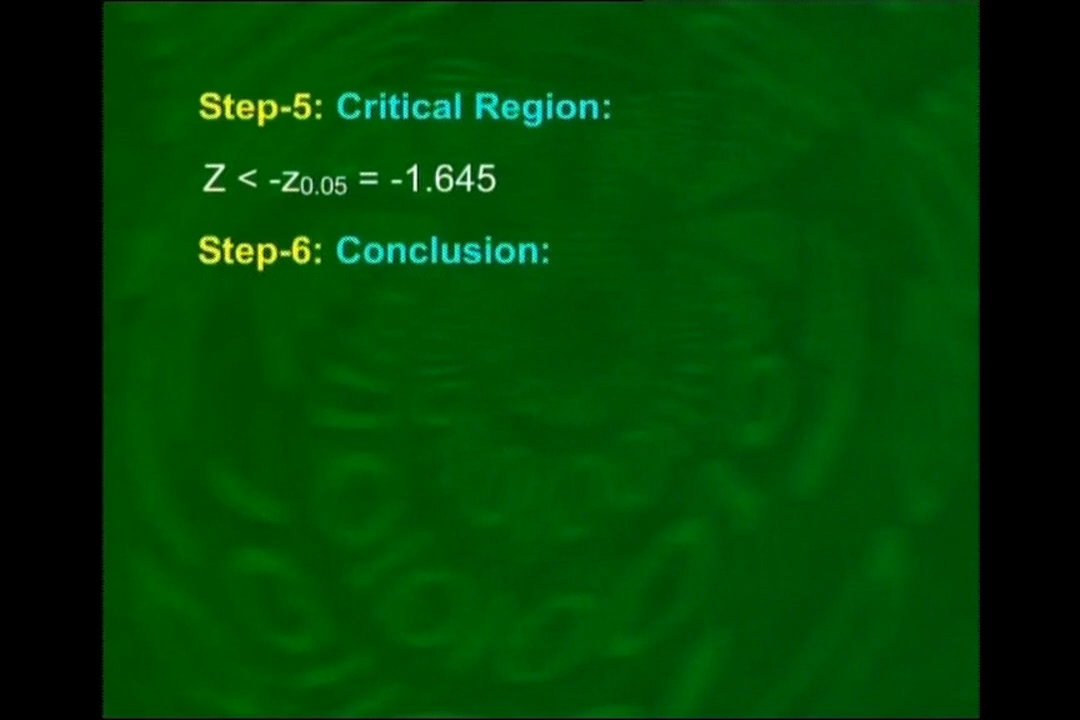 Step-5: Critical Region:
Z < -z0.05 = -1.645
Step-6: Conclusion: